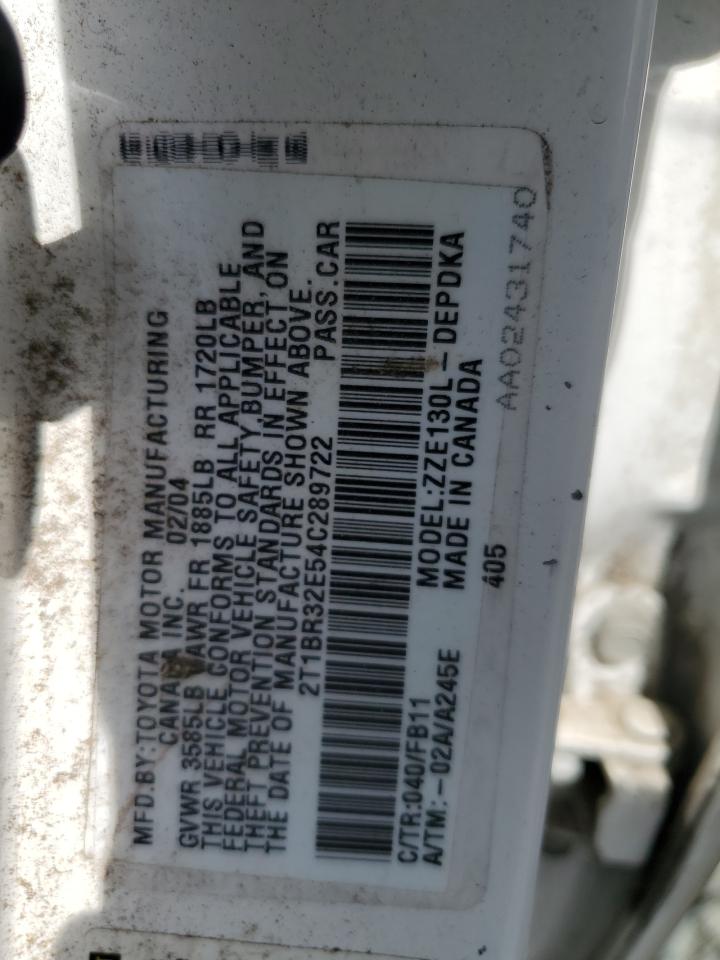 MFD.BY:TOYOTA MOTOR MANUFACTURING
CANADA INC. 02/04
GVWR 3585LB GAWR FR 1885LB RR 1720LB
THIS VEHICLE CONFORMS TO ALL APPLICABLE
FEDERAL MOTOR VEHICLE SAFETY,BUMPER, AND
THEFT PREVENTION STANDARDS IN EFFECT ON
THE DATE OF MANUFACTURE SHOWN ABOVE.
2T1BR32E54C289722 PASS.CAR
C/TR:040/FB11 MODEL:ZZE130L-DEPDKA
A/TM:-02A/A245E MADE IN CANADA
405
AA02431740